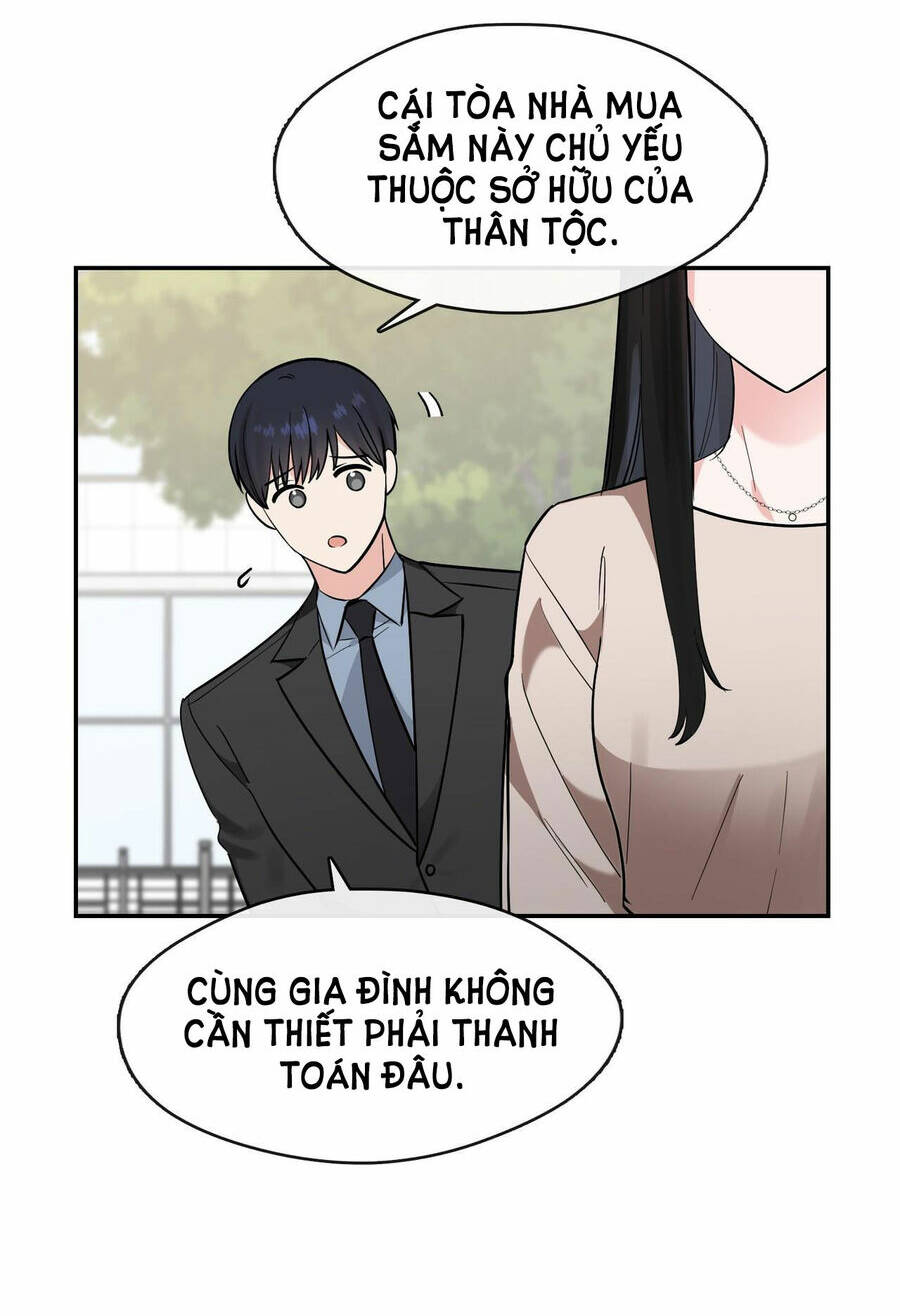 CÁI TÒA NHÀ MUA
SẮM NÀY CHỦ YẾU
THUỘC SỞ HỮU CỦA
THÂN TỘC.
CÙNG GIA ĐÌNH KHÔNG
CẦN THIẾT PHẢI THANH
TOÁN ĐÂU.